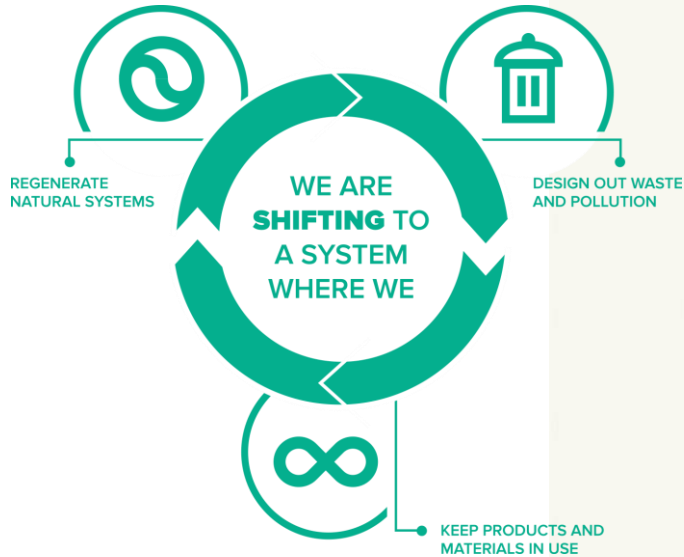 WE ARE
SHIFTING TO
A SYSTEM
WHERE WE
REGENERATE
NATURAL SYSTEMS
DESIGN OUT WASTE
AND POLLUTION
KEEP PRODUCTS AND
MATERIALS IN USE